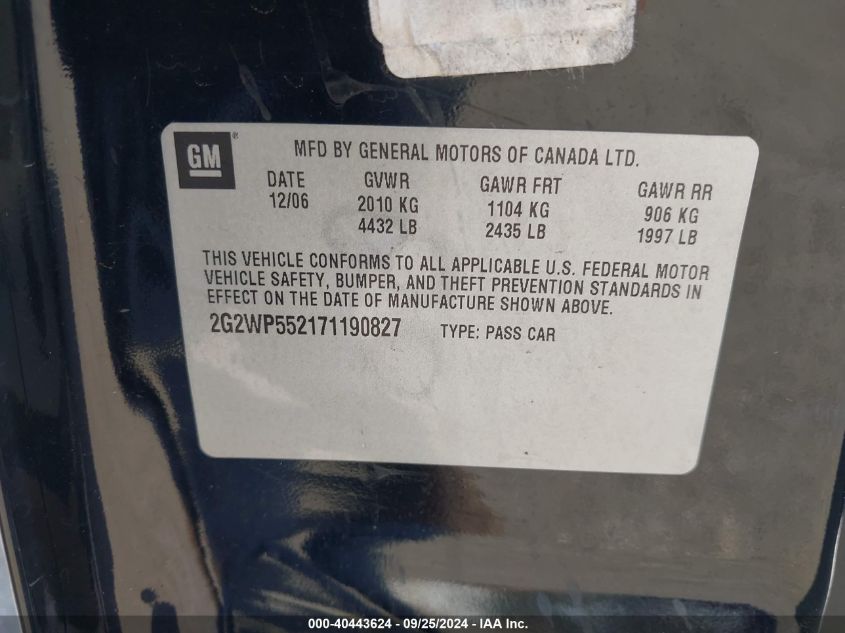 GM
®
MFD BY GENERAL MOTORS OF CANADA LTD.
DATE GVWR GAWR FRT GAWR RR
12/06 2010 KG 1104 KG 906 KG
4432 LB 2435 LB 1997 LB
THIS VEHICLE CONFORMS TO ALL APPLICABLE U.S. FEDERAL MOTOR
VEHICLE SAFETY, BUMPER, AND THEFT PREVENTION STANDARDS IN
EFFECT ON THE DATE OF MANUFACTURE SHOWN ABOVE.
2G2WP552171190827 TYPE: PASS CAR
000-40443624 - 09/25/2024 - IAA Inc.